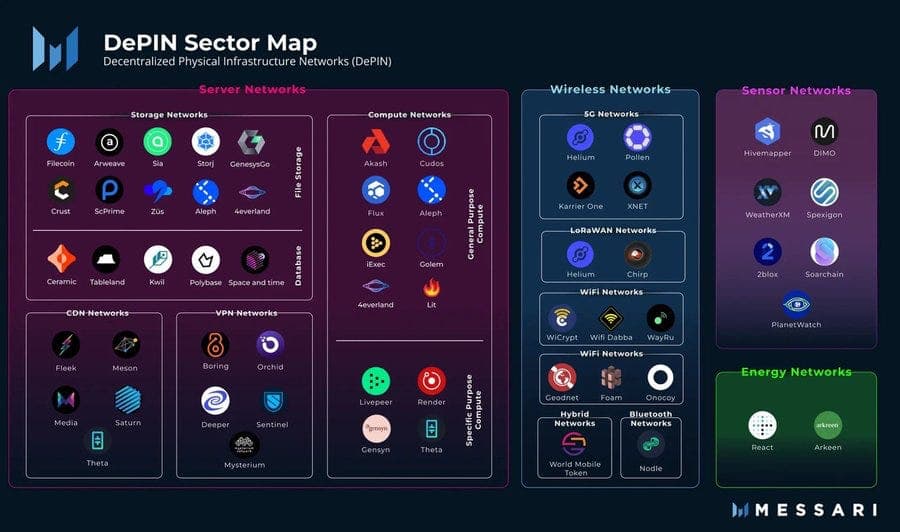 DePIN Sector Map
Decentralized Physical Infrastructure Networks (DePIN)
Server Networks
Storage Networks
Filecoin Arweave Sia Storj GenesysGo
Crust ScPrime Züs Aleph 4everland
File Storage
Ceramic Tableland Kwil Polybase Space and time
Database
CDN Networks
Fleek Meson
Media Saturn
Theta
VPN Networks
Boring Orchid
Deeper Sentinel
Mysterium
Compute Networks
Akash Cudos
Flux Aleph
iExec Golem
4everland Lit
General Purpose
Compute
Livepeer Render
gensyn
Gensyn Theta
Specific Purpose
Compute
Wireless Networks
5G Networks
Helium Pollen
Karrier One XNET
LoRaWAN Networks
Helium Chirp
WiFi Networks
WiCrypt Wifi Dabba WayRu
WiFi Networks
Geodnet Foam Onocoy
Hybrid
Networks
World Mobile
Token
Bluetooth
Networks
Nodle
Sensor Networks
Hivemapper DIMO
WeatherXM Spexigon
2blox Soarchain
PlanetWatch
Energy Networks
arkreen
React Arkeen
MESSARI